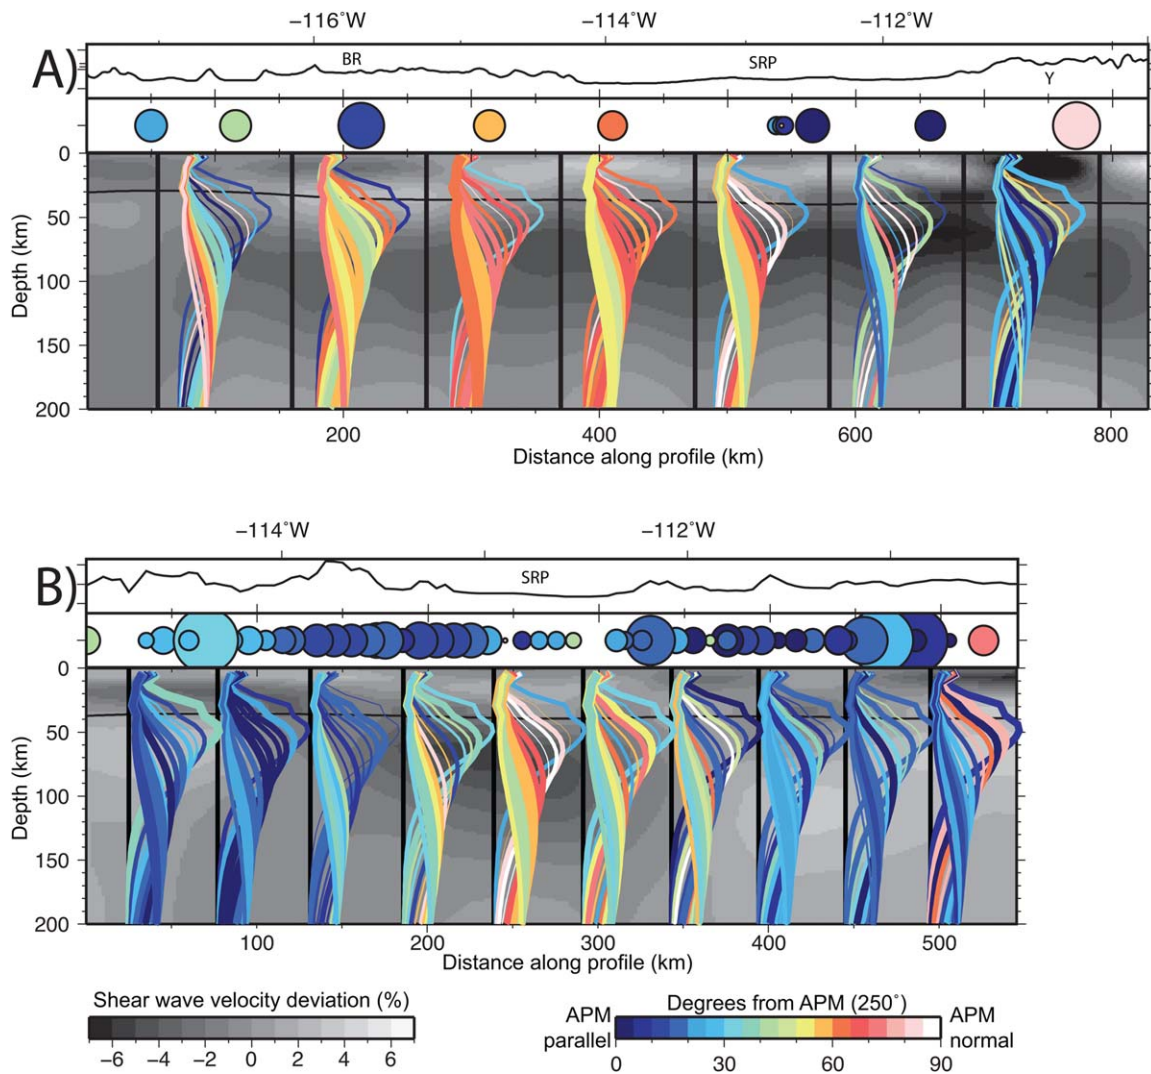 −116˚W −114˚W −112˚W
A)
BR
SRP
Y
0
50
100
150
200
Depth (km)
200 400 600 800
Distance along profile (km)
−114˚W −112˚W
B)
SRP
0
50
100
150
200
Depth (km)
100 200 300 400 500
Distance along profile (km)
Shear wave velocity deviation (%)
−6 −4 −2 0 2 4 6
Degrees from APM (250˚)
APM
parallel
APM
normal
0 30 60 90